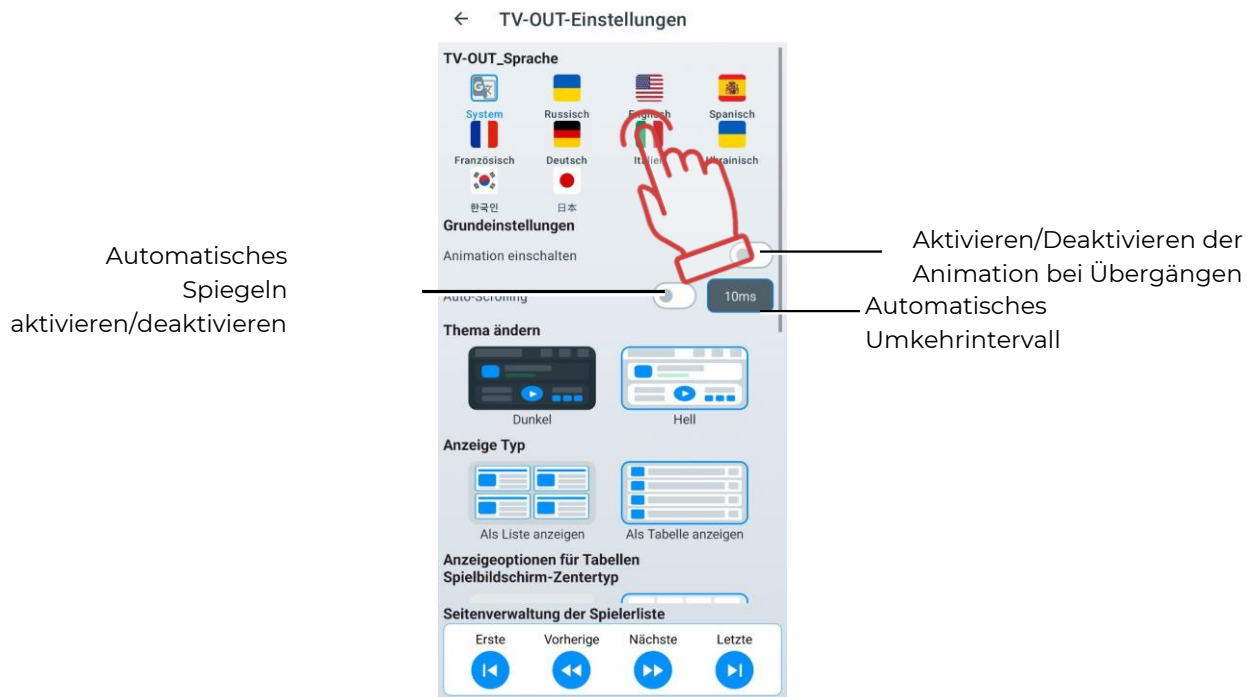 TV-OUT-Einstellungen
TV-OUT_Sprache
System
Russisch
Englisch
Spanisch
Französisch
Deutsch
Italien
Ukrainisch
한국인
日本
Grundeinstellungen
Animation einschalten
Auto-Scrolling
10ms
Thema ändern
Dunkel
Hell
Anzeige Typ
Als Liste anzeigen
Als Tabelle anzeigen
Anzeigeoptionen für Tabellen
Spielbildschirm-Zentertyp
Seitenverwaltung der Spielerliste
Erste
Vorherige
Nächste
Letzte
Automatisches
Spiegeln
aktivieren/deaktivieren
Aktivieren/Deaktivieren der
Animation bei Übergängen
Automatisches
Umkehrintervall